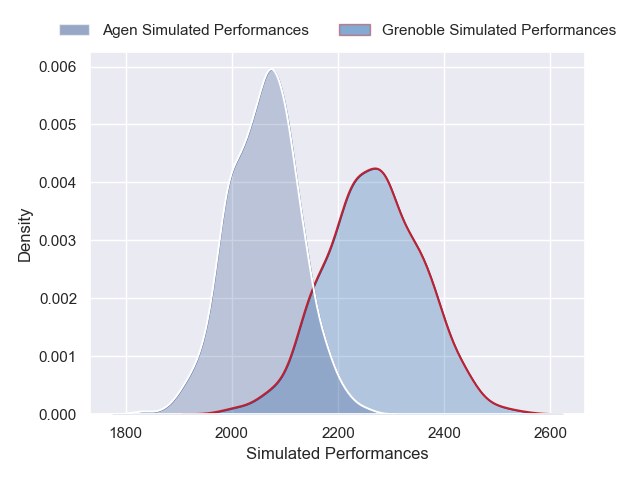 Agen Simulated Performances Grenoble Simulated Performances
0.006
0.005
0.004
0.003
0.002
0.001
0.000
Density
1800 2000 2200 2400 2600
Simulated Performances